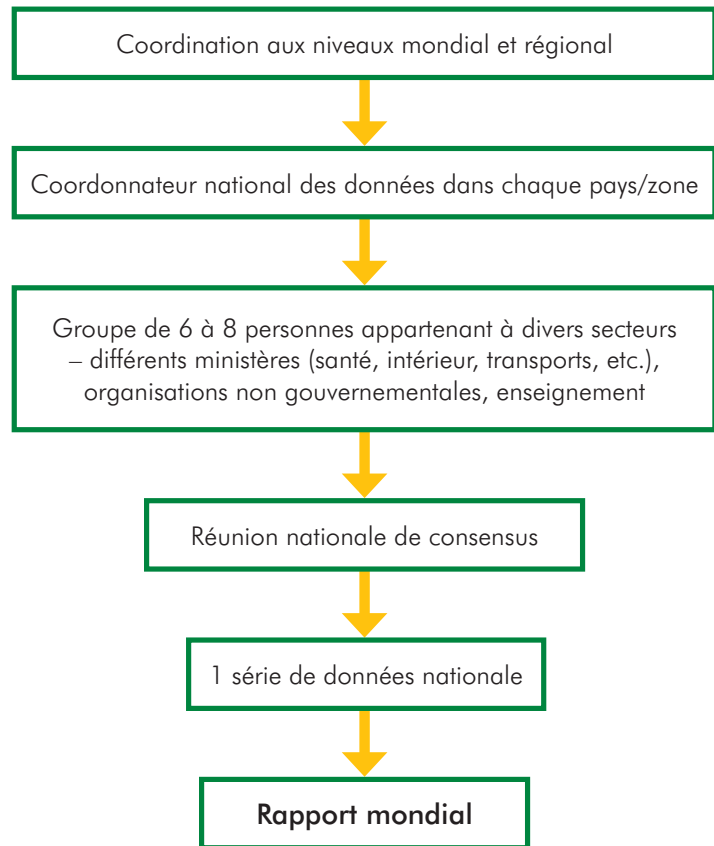 Coordination aux niveaux mondial et régional
Coordonnateur national des données dans chaque pays/zone
Groupe de 6 à 8 personnes appartenant à divers secteurs
– différents ministères (santé, intérieur, transports, etc.),
organisations non gouvernementales, enseignement
Réunion nationale de consensus
1 série de données nationale
Rapport mondial